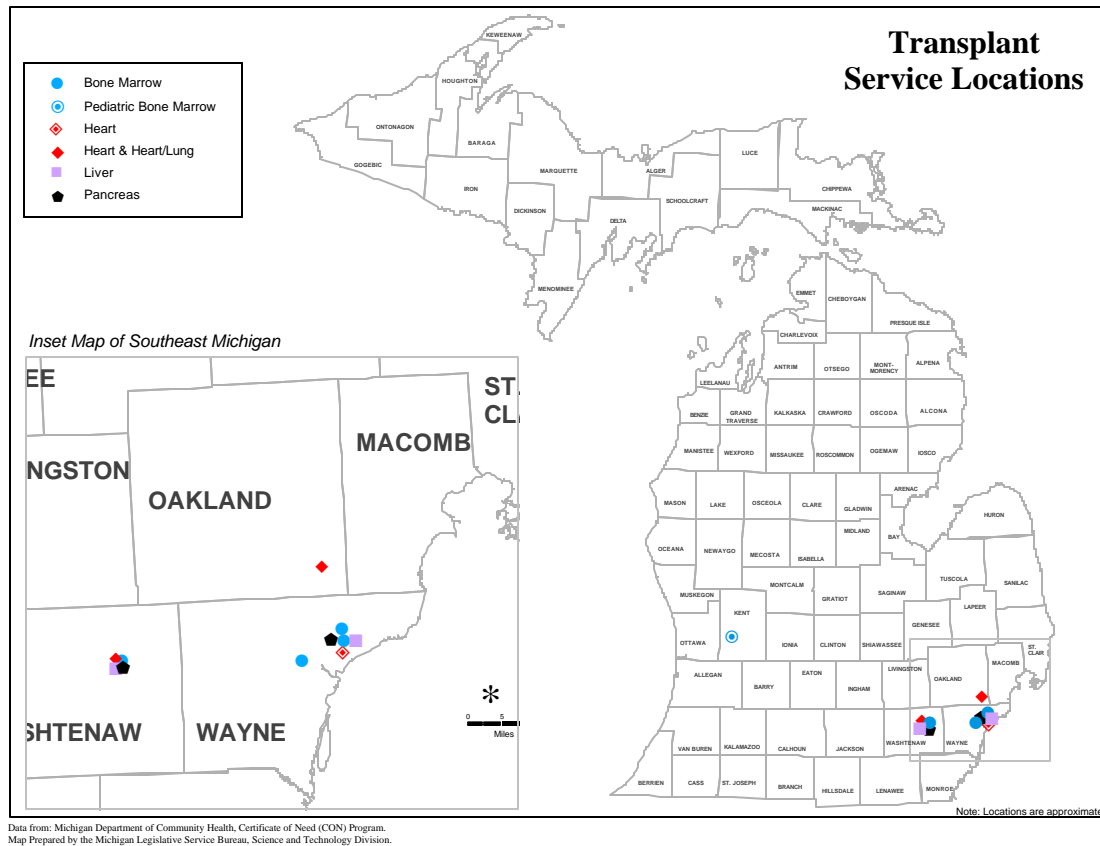 Transplant
Service Locations
Bone Marrow
Pediatric Bone Marrow
Heart
Heart & Heart/Lung
Liver
Pancreas
KEWEENAW
HOUGHTON
ONTONAGON
BARAGA
GOGEBIC
IRON
MARQUETTE
DICKINSON
MENOMINEE
DELTA
ALGER
SCHOOLCRAFT
LUCE
CHIPPEWA
MACKINAC
EMMET
CHEBOYGAN
PRESQUE ISLE
CHARLEVOIX
ANTRIM
OTSEGO
MONT-
MORENCY
ALPENA
LEELANAU
BENZIE
GRAND
TRAVERSE
KALKASKA
CRAWFORD
OSCODA
ALCONA
MANISTEE
WEXFORD
MISSAUKEE
ROSCOMMON
OGEMAW
IOSCO
ARENAC
MASON
LAKE
OSCEOLA
CLARE
GLADWIN
MIDLAND
BAY
HURON
OCEANA
NEWAYGO
MECOSTA
ISABELLA
TUSCOLA
SANILAC
MUSKEGON
MONTCALM
GRATIOT
SAGINAW
KENT
LAPEER
GENESEE
OTTAWA
IONIA
CLINTON
SHIAWASSEE
ST.
CLAIR
MACOMB
OAKLAND
LIVINGSTON
ALLEGAN
BARRY
EATON
INGHAM
VAN BUREN
KALAMAZOO
CALHOUN
JACKSON
WASHTENAW
WAYNE
BERRIEN
CASS
ST. JOSEPH
BRANCH
HILLSDALE
LENAWEE
MONROE
Note: Locations are approximate
Inset Map of Southeast Michigan
EE
ST.
CL
NGSTON
MACOMB
OAKLAND
SHTENAW
WAYNE
*
0 5
Miles
Data from: Michigan Department of Community Health, Certificate of Need (CON) Program.
Map Prepared by the Michigan Legislative Service Bureau, Science and Technology Division.